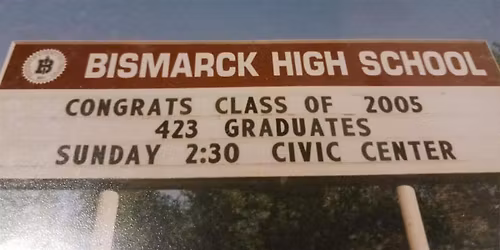 BISMARCK HIGH SCHOOL
CONGRATS CLASS OF 2005
423 GRADUATES
SUNDAY 2:30 CIVIC CENTER